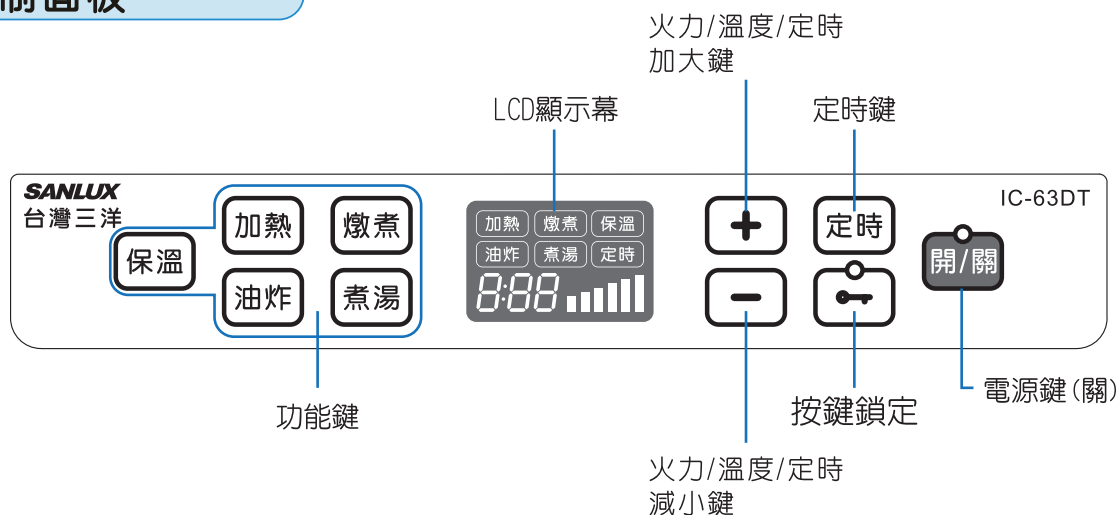 制面板
火力/溫度/定時
加大鍵
LCD顯示幕
定時鍵
SANLUX
台灣三洋
IC-63DT
保溫
加熱
燉煮
油炸
煮湯
加熱 燉煮 保溫
油炸 煮湯 定時
8:88
定時
開/關
功能鍵
按鍵鎖定
電源鍵(關)
火力/溫度/定時
減小鍵